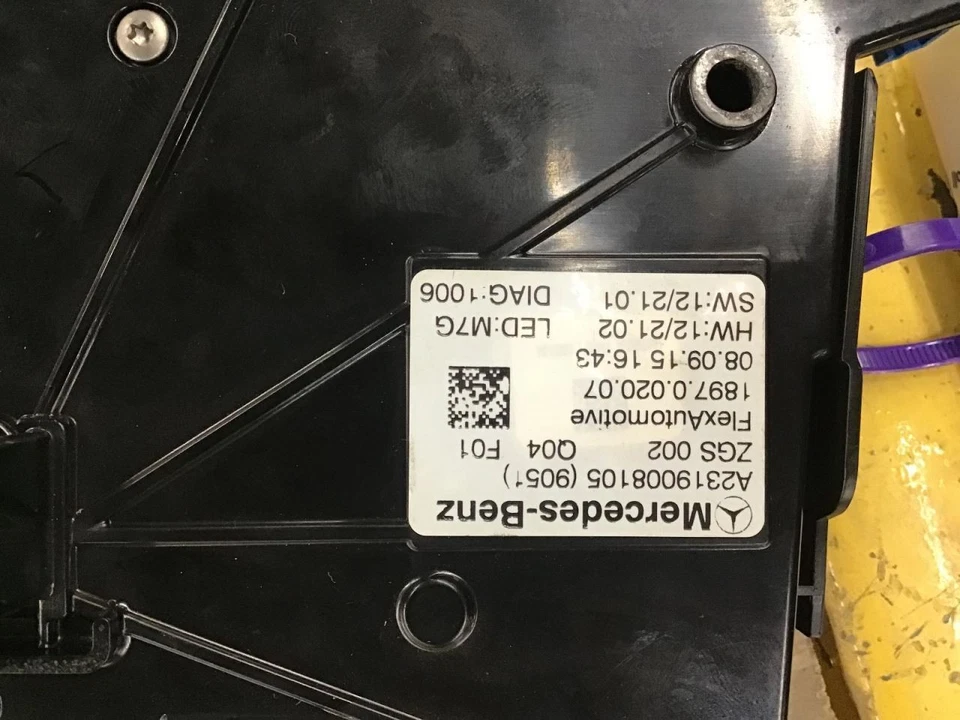 Mercedes-Benz
A2319008105 (9051)
ZGS 002 Q04 F01
FlexAutomotive
1897.0.020.07
08.09.15 16:43
HW:12/21.02 LED:M7G
SW:12/21.01 DIAG:1006